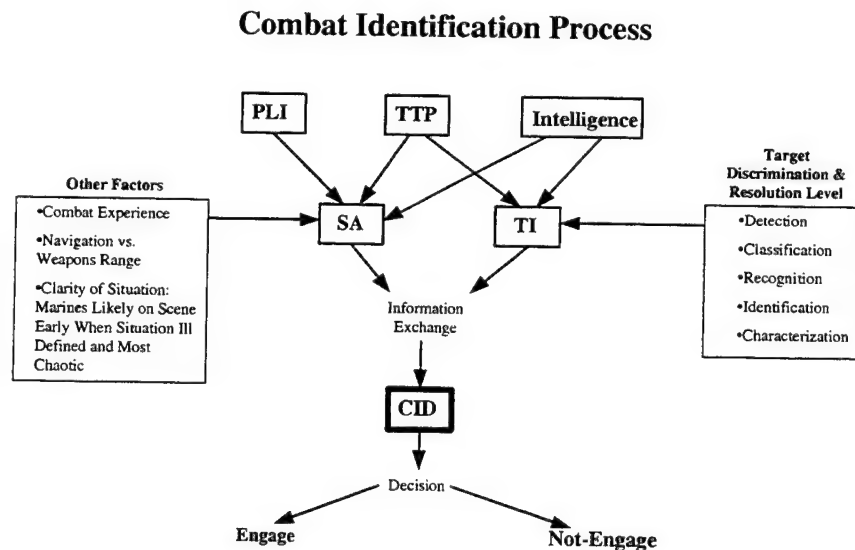 Combat Identification Process
PLI
TTP
Intelligence
Other Factors
•Combat Experience
•Navigation vs.
Weapons Range
•Clarity of Situation:
Marines Likely on Scene
Early When Situation Ill
Defined and Most
Chaotic
SA
TI
Target
Discrimination &
Resolution Level
•Detection
•Classification
•Recognition
•Identification
•Characterization
Information
Exchange
CID
Decision
Engage
Not-Engage